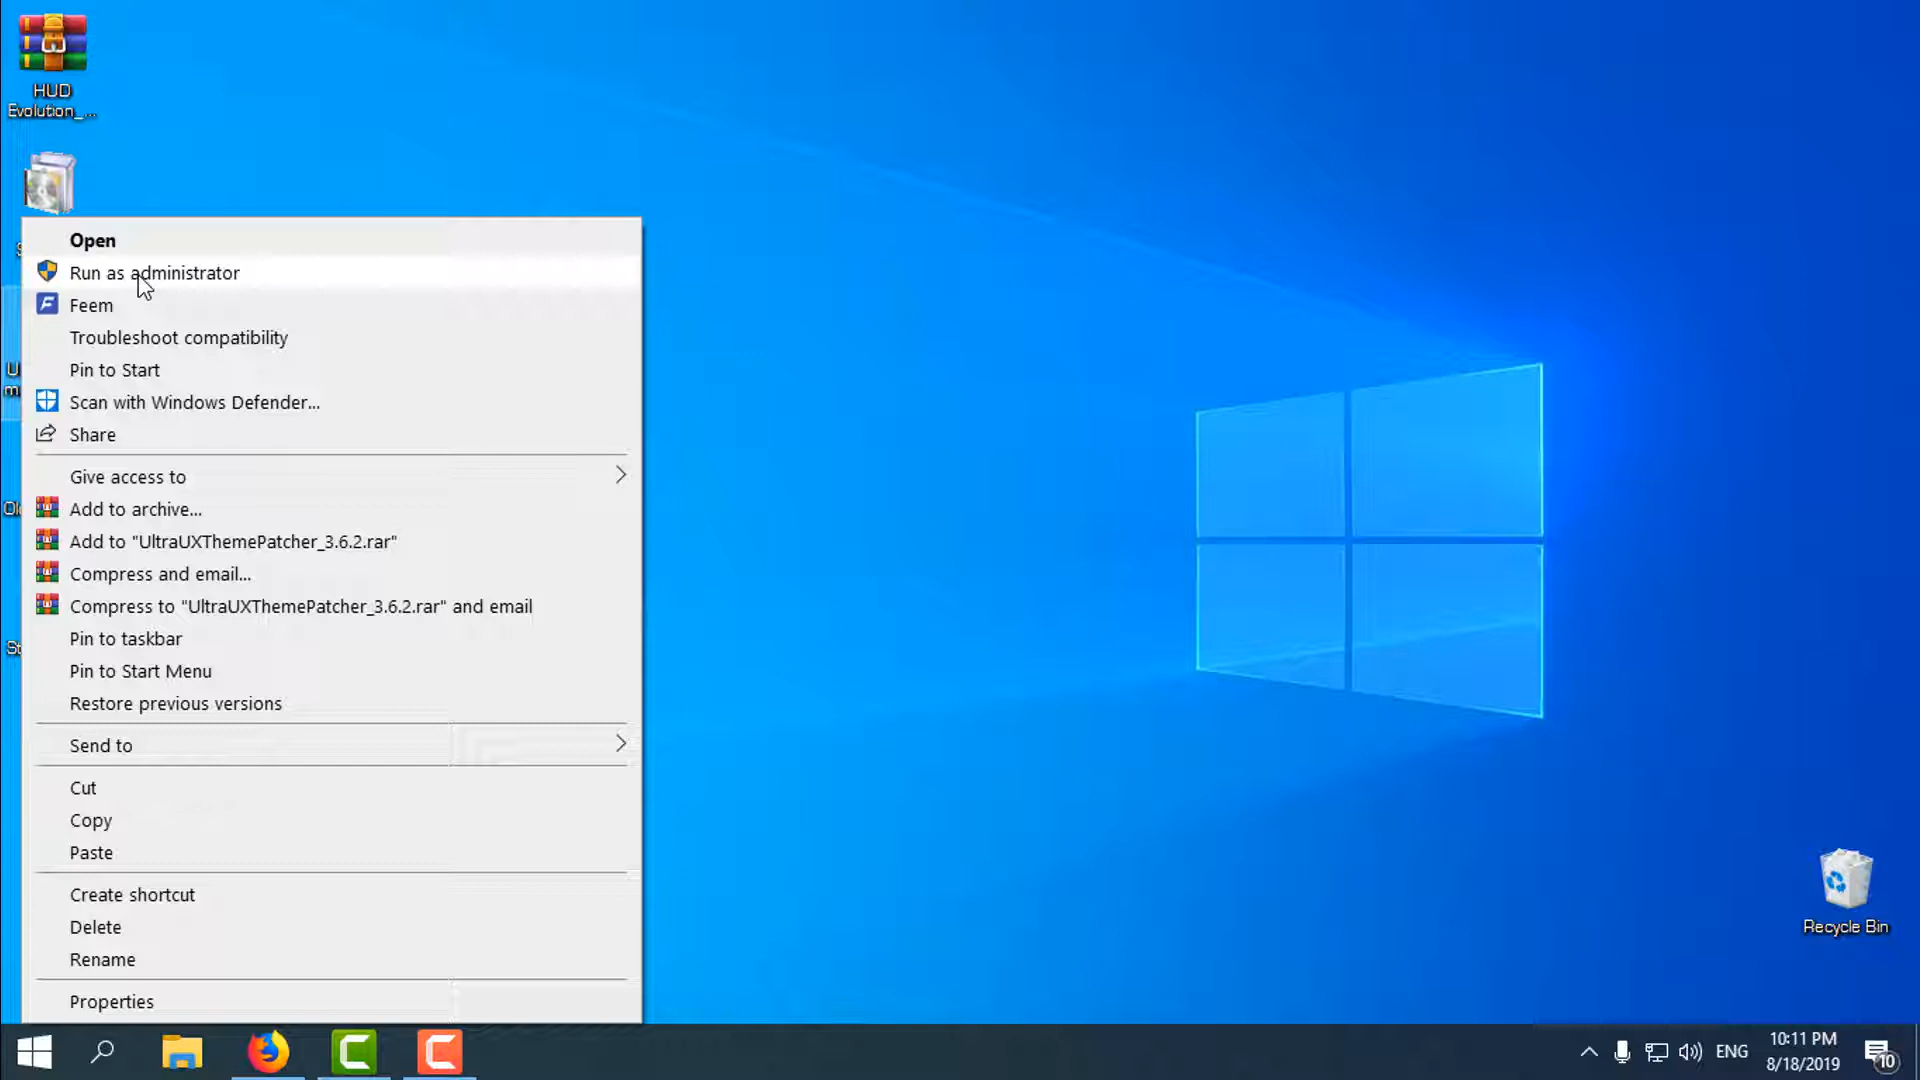 HUD
Evolution_...
Open
Run as administrator
Feem
Troubleshoot compatibility
Pin to Start
Scan with Windows Defender...
Share
Give access to
Add to archive...
Add to "UltraUXThemePatcher_3.6.2.rar"
Compress and email...
Compress to "UltraUXThemePatcher_3.6.2.rar" and email
Pin to taskbar
Pin to Start Menu
Restore previous versions
Send to
Cut
Copy
Paste
Create shortcut
Delete
Rename
Properties
Recycle Bin
ENG
10:11 PM
8/18/2019
10